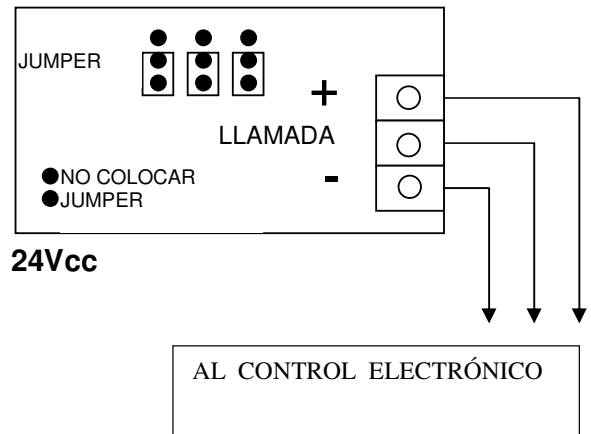 JUMPER
+
LLAMADA
-
NO COLOCAR
JUMPER
24Vcc
AL CONTROL ELECTRÓNICO